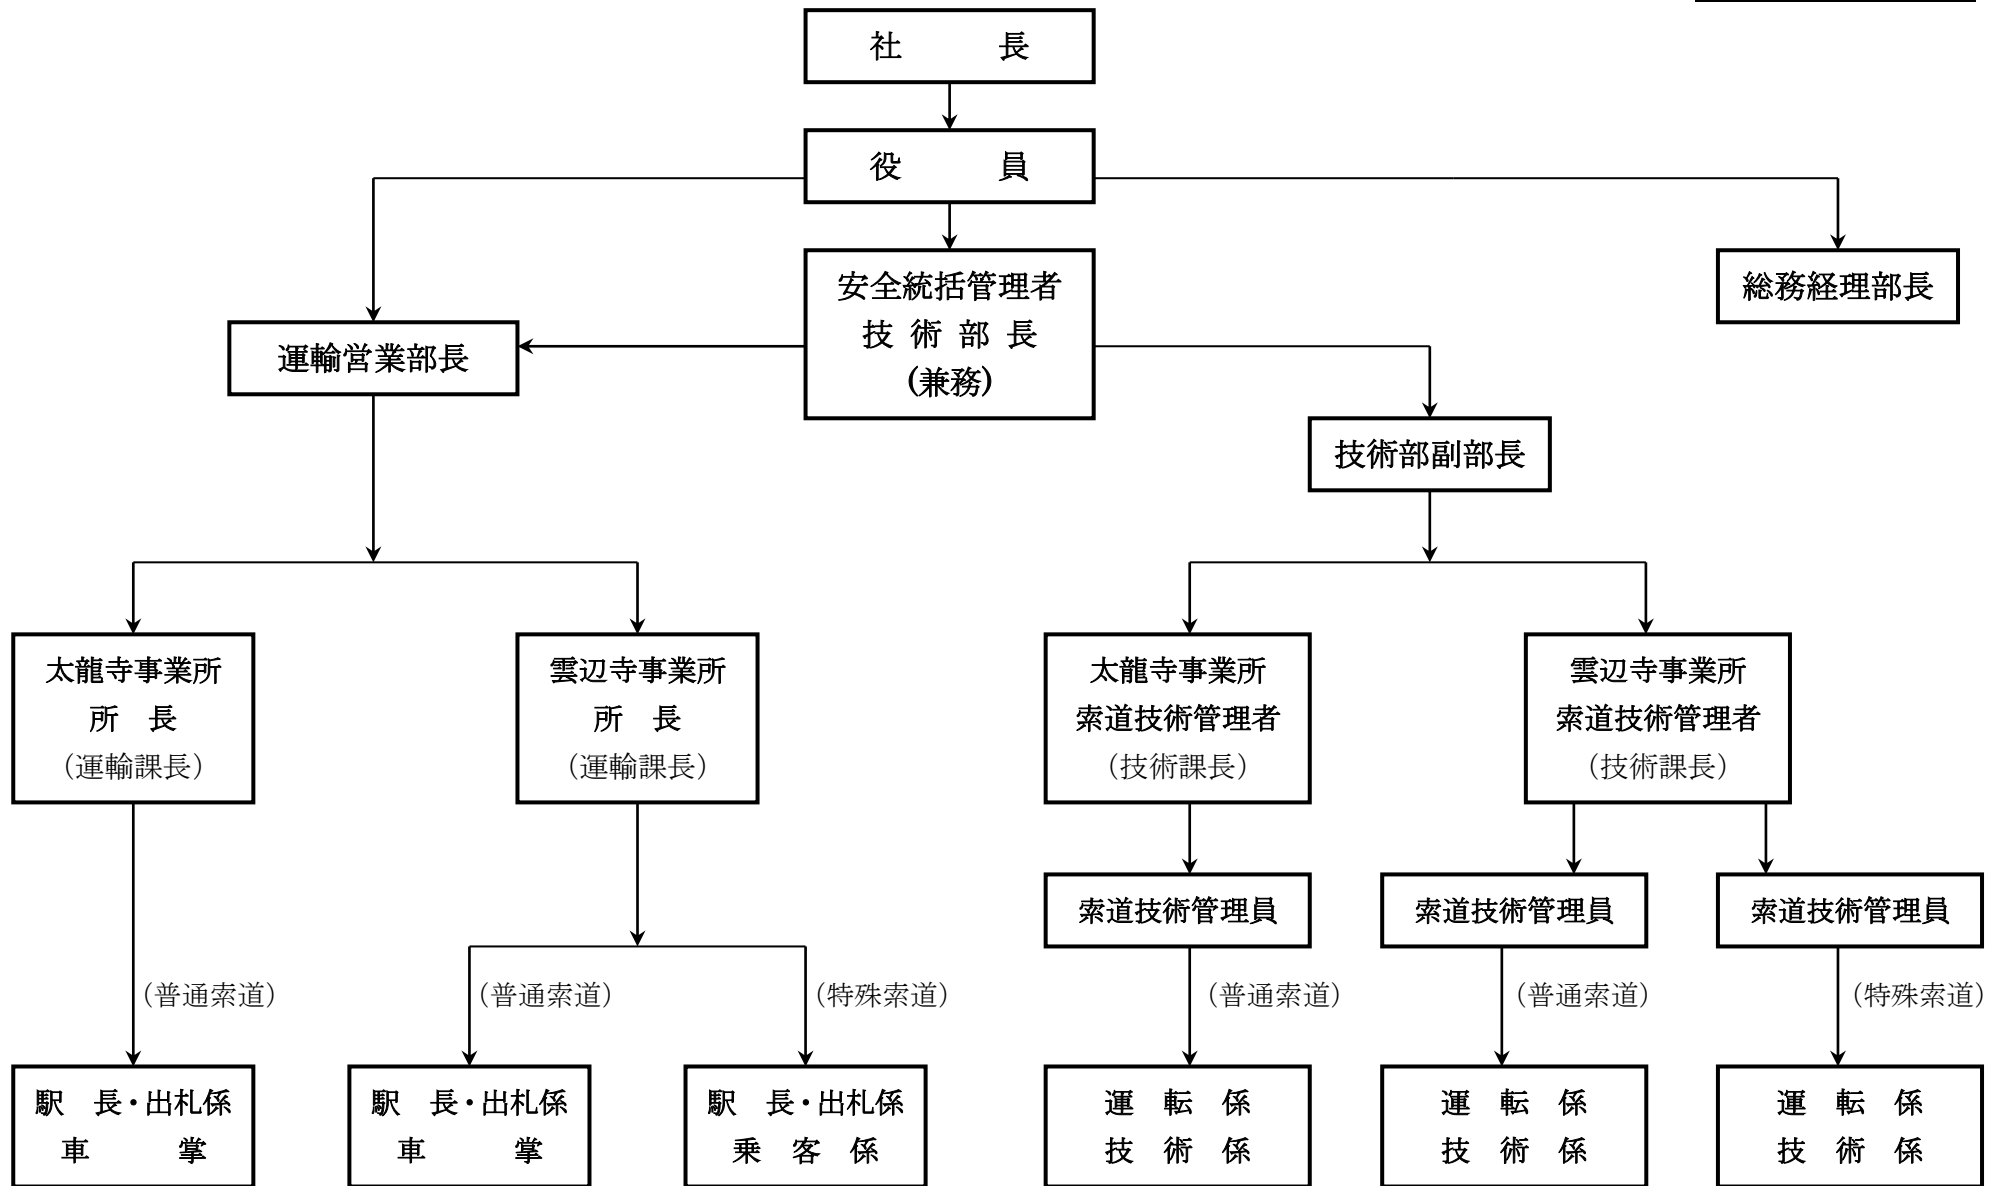 社　　　長
役　　　員
安全統括管理者
技 術 部 長
(兼務)
総務経理部長
運輸営業部長
技術部副部長
太龍寺事業所
所　長
（運輸課長）
雲辺寺事業所
所　長
（運輸課長）
太龍寺事業所
索道技術管理者
（技術課長）
雲辺寺事業所
索道技術管理者
（技術課長）
索道技術管理員
索道技術管理員
索道技術管理員
（普通索道）
（普通索道）
（特殊索道）
（普通索道）
（普通索道）
（特殊索道）
駅　長・出札係
車　　　掌
駅　長・出札係
車　　　掌
駅　長・出札係
乗　客　係
運　転　係
技　術　係
運　転　係
技　術　係
運　転　係
技　術　係